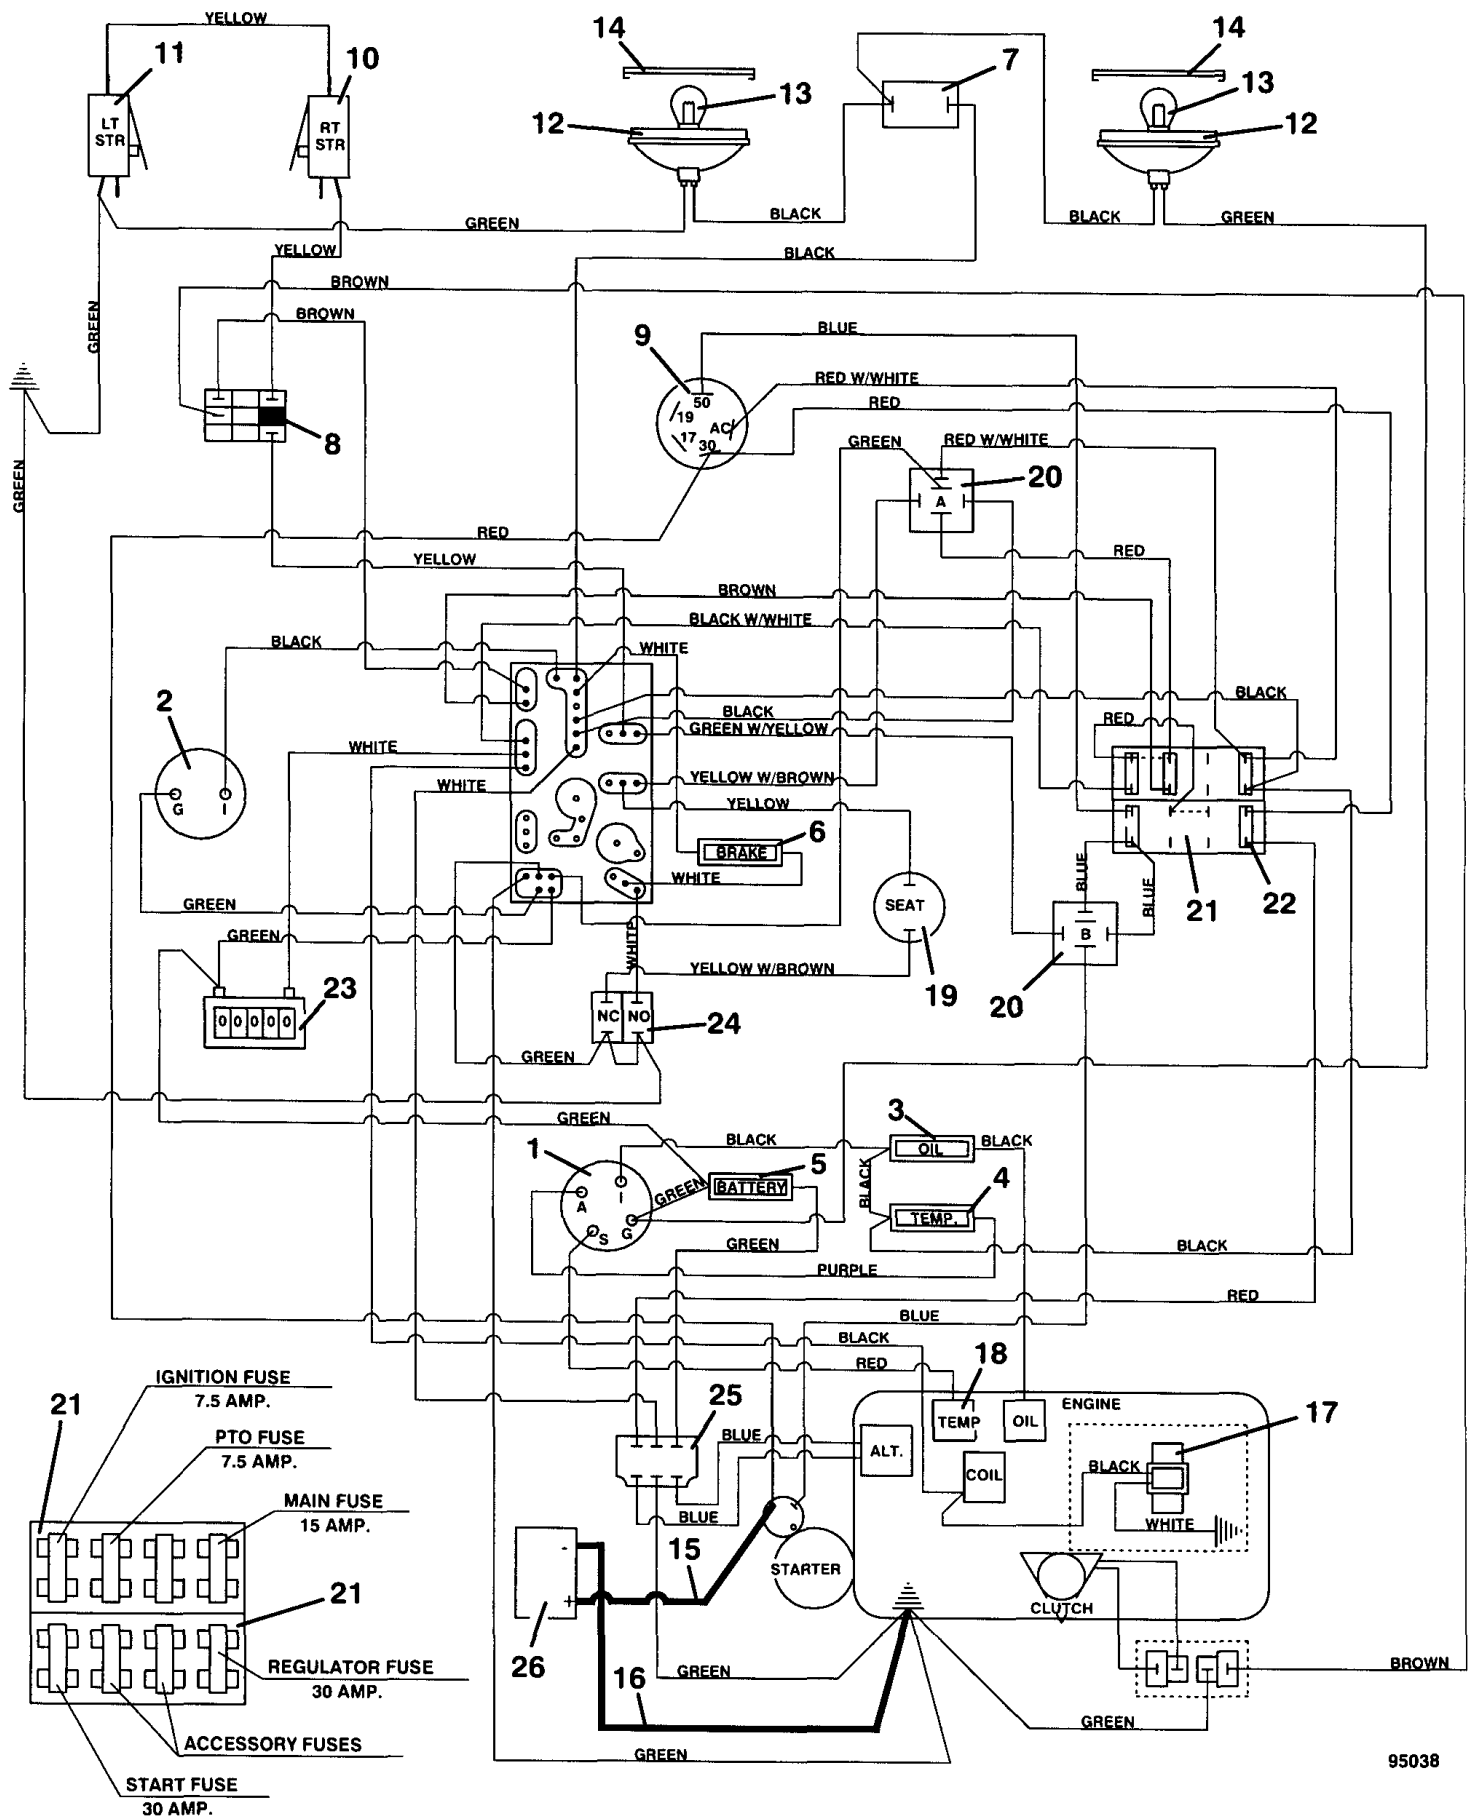 YELLOW
11
10
LT
STR
RT
STR
14
13
12
7
14
13
12
GREEN
BLACK
BLACK
GREEN
YELLOW
BLACK
BROWN
BROWN
GREEN
8
GREEN
9
50
19
17
AC
30
BLUE
RED W/WHITE
RED
GREEN
RED W/WHITE
20
A
RED
RED
YELLOW
BROWN
BLACK W/WHITE
BLACK
WHITE
2
G
I
BLACK
BLACK
RED
GREEN W/YELLOW
WHITE
WHITE
YELLOW W/BROWN
YELLOW
6
BRAKE
WHITE
SEAT
19
BLUE
BLUE
21
22
B
20
GREEN
GREEN
WHITE
YELLOW W/BROWN
23
0 0 0 0 0
NC
NO
24
GREEN
GREEN
1
A
I
S
G
BLACK
3
OIL
BLACK
5
BATTERY
GREEN
BLACK
4
TEMP.
GREEN
BLACK
PURPLE
RED
BLUE
BLACK
RED
18
25
TEMP
OIL
ENGINE
17
BLUE
ALT.
COIL
BLACK
WHITE
BLUE
15
STARTER
CLUTCH
-
+
26
16
GREEN
GREEN
GREEN
BROWN
IGNITION FUSE
7.5 AMP.
21
PTO FUSE
7.5 AMP.
MAIN FUSE
15 AMP.
21
21
REGULATOR FUSE
30 AMP.
ACCESSORY FUSES
START FUSE
30 AMP.
95038